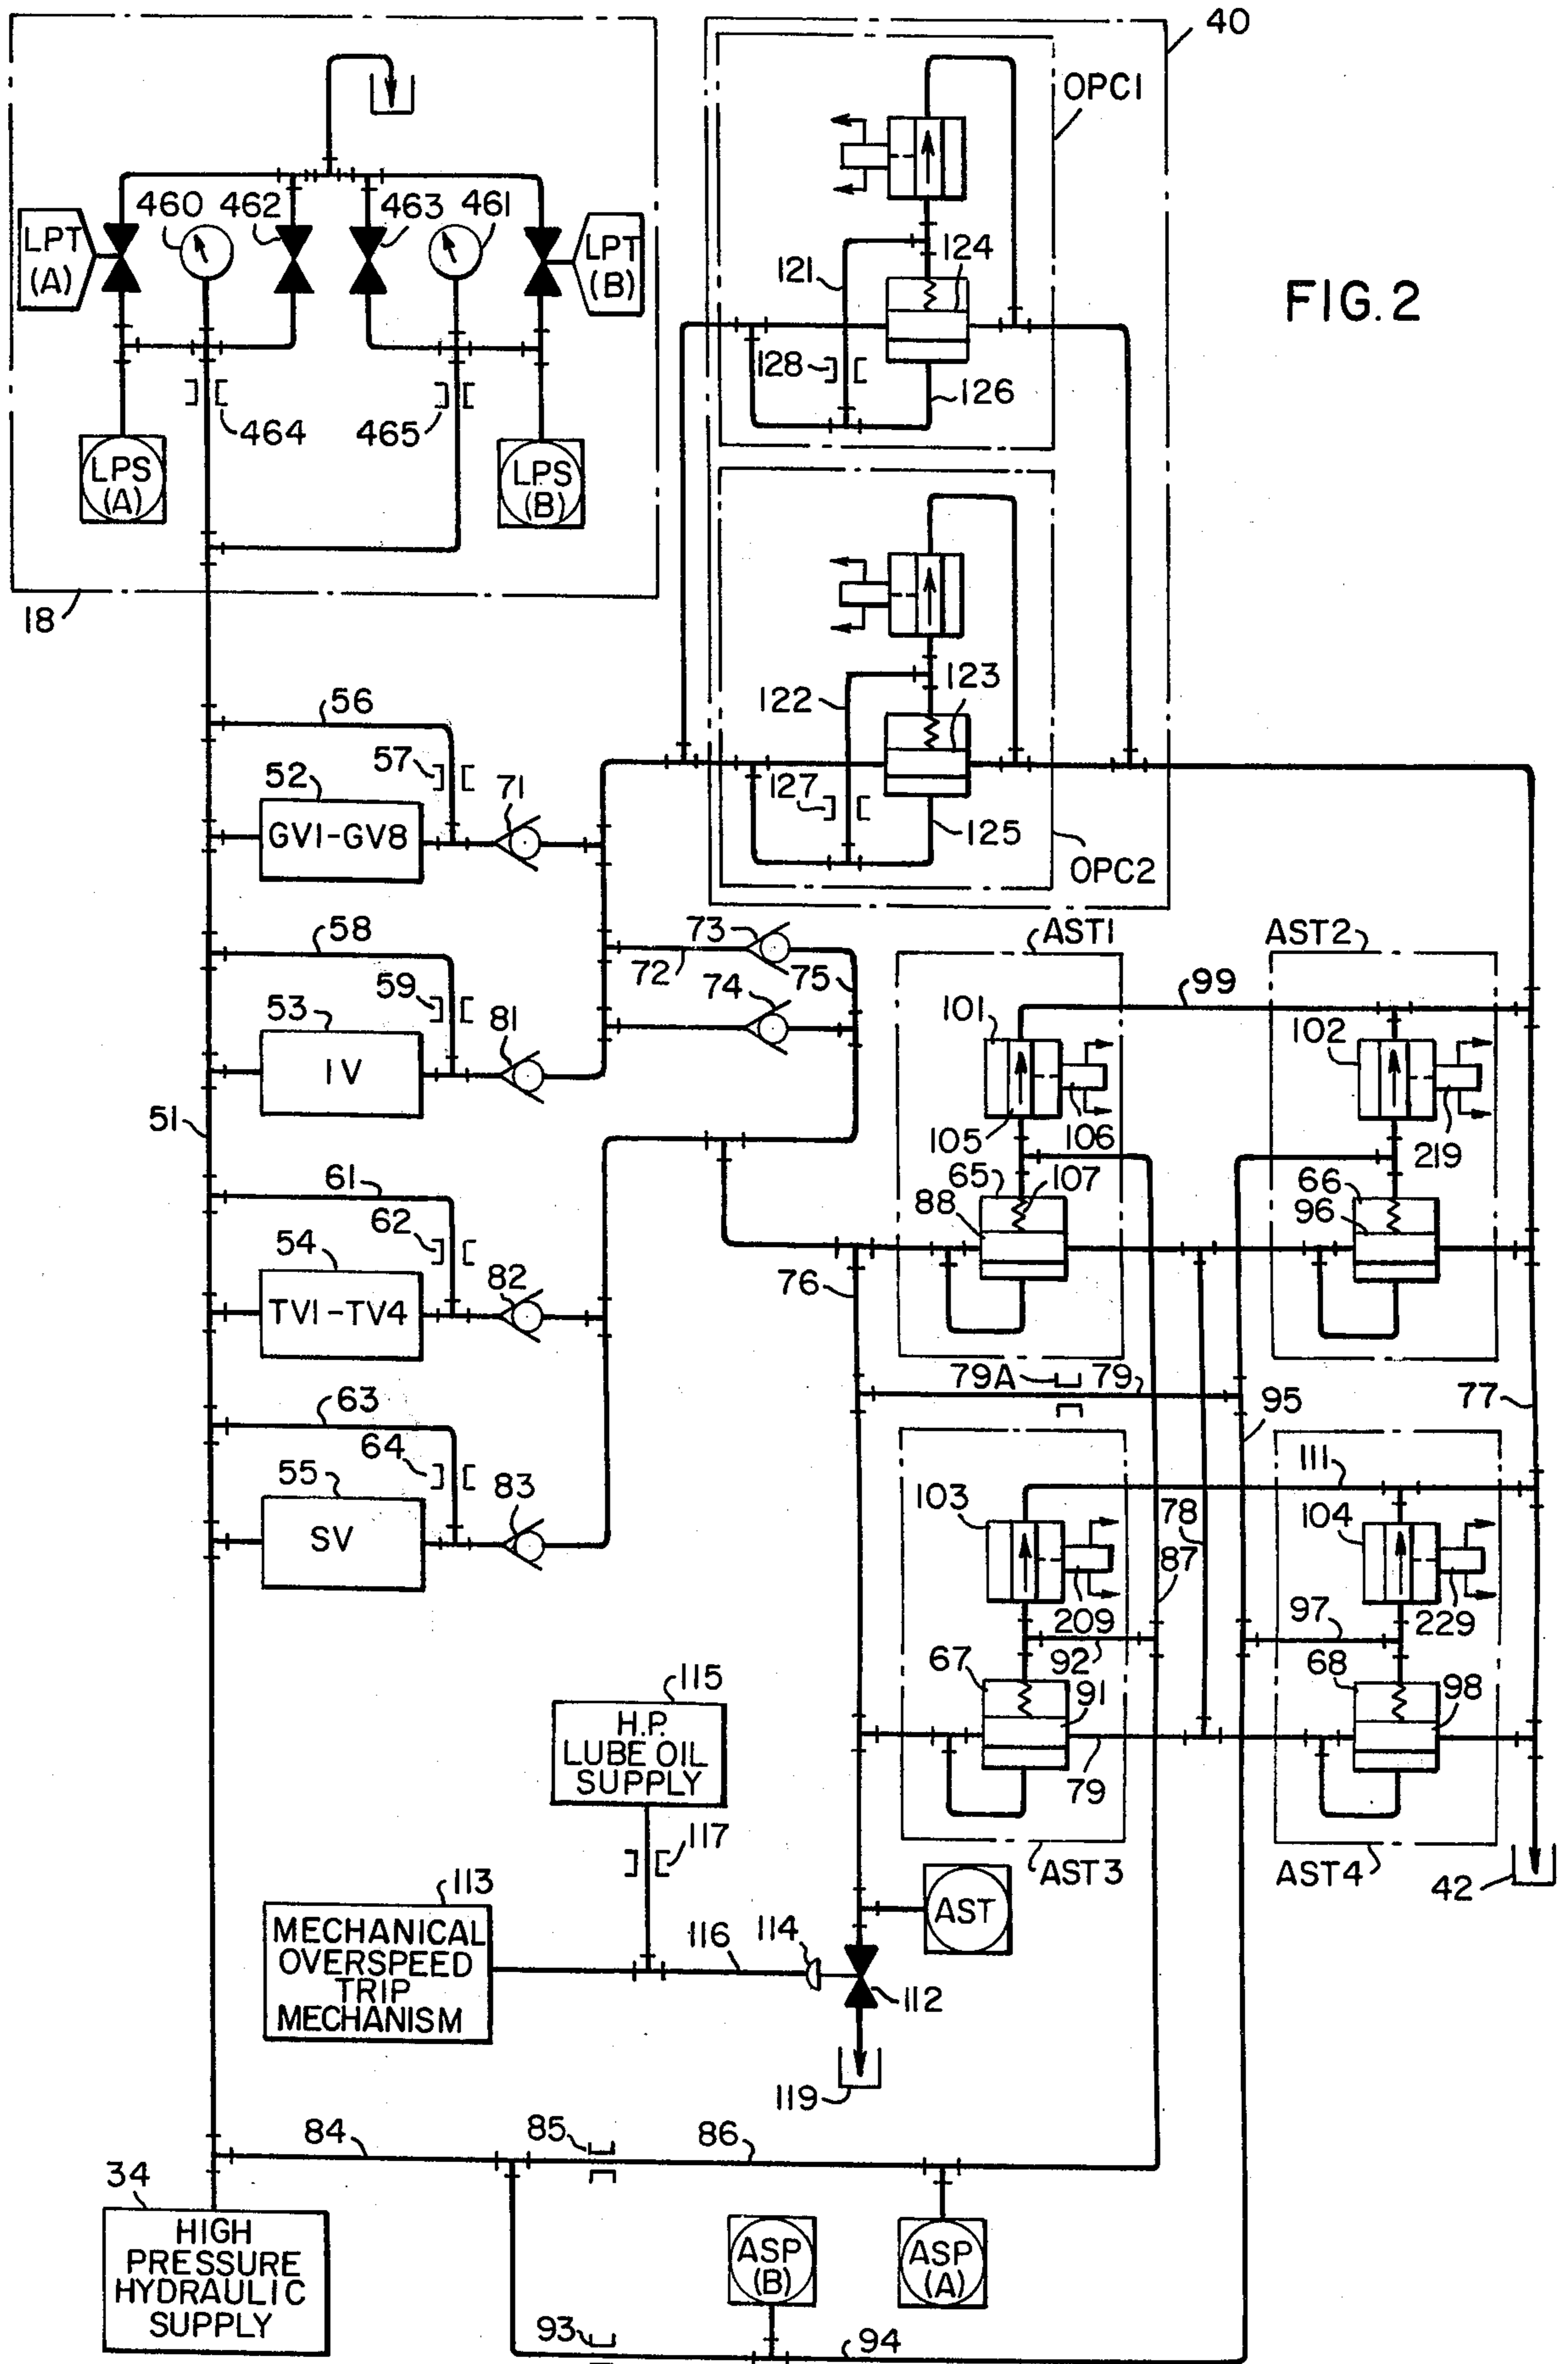 40
OPC1
FIG. 2
460
462
463
461
LPT
(A)
LPT
(B)
124
121
128
126
464
465
LPS
(A)
LPS
(B)
18
123
122
56
57
52
71
127
125
GV1-GV8
OPC2
73
AST1
AST2
58
72
75
99
59
74
101
102
53
81
IV
51
105
106
219
61
65
107
66
62
88
96
54
82
76
TV1-TV4
79A
79
77
63
95
64
55
83
111
103
78
104
SV
87
209
97
229
92
67
68
115
91
98
H.P.
LUBE OIL
SUPPLY
79
117
AST3
AST4
42
113
AST
MECHANICAL
OVERSPEED
TRIP
MECHANISM
116
114
112
119
84
85
86
34
HIGH
PRESSURE
HYDRAULIC
SUPPLY
ASP
(B)
ASP
(A)
93
94